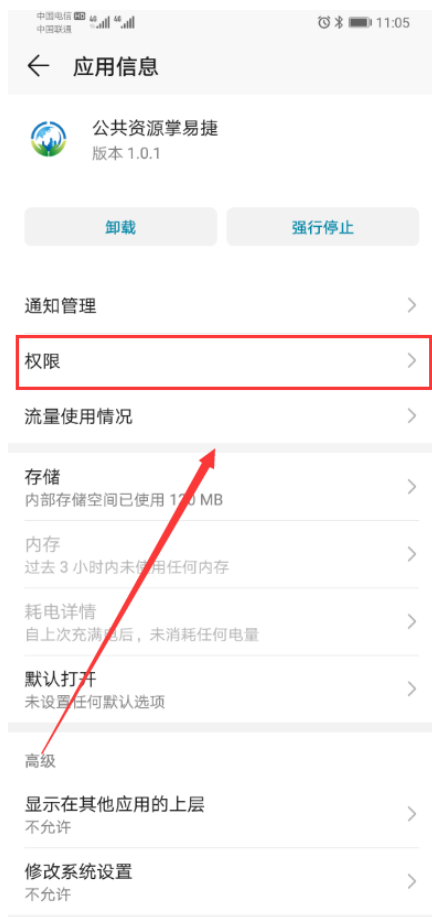 中国电信 HD 4G 4G
中国联通
11:05
应用信息
公共资源掌易捷
版本 1.0.1
卸载
强行停止
通知管理
权限
流量使用情况
存储
内部存储空间已使用 120 MB
内存
过去 3 小时内未使用任何内存
耗电详情
自上次充满电后，未消耗任何电量
默认打开
未设置任何默认选项
高级
显示在其他应用的上层
不允许
修改系统设置
不允许